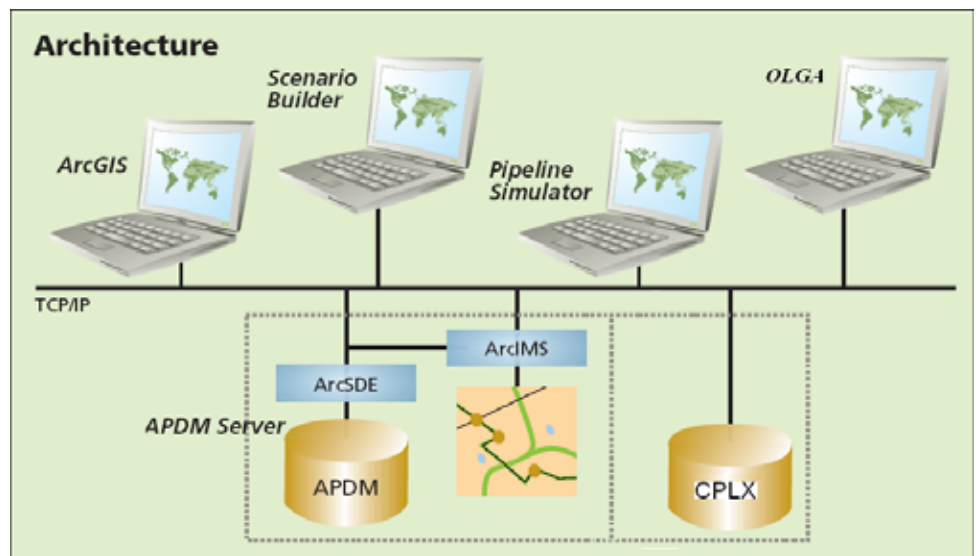 Architecture
Scenario
Builder
OLGA
ArcGIS
Pipeline
Simulator
TCP/IP
ArcIMS
ArcSDE
APDM Server
APDM
CPLX